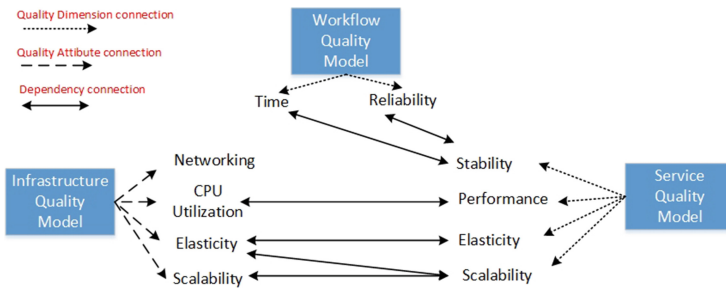 Quality Dimension connection
Quality Attibute connection
Dependency connection
Workflow
Quality
Model
Time
Reliability
Networking
CPU
Utilization
Elasticity
Scalability
Infrastructure
Quality
Model
Stability
Performance
Elasticity
Scalability
Service
Quality
Model